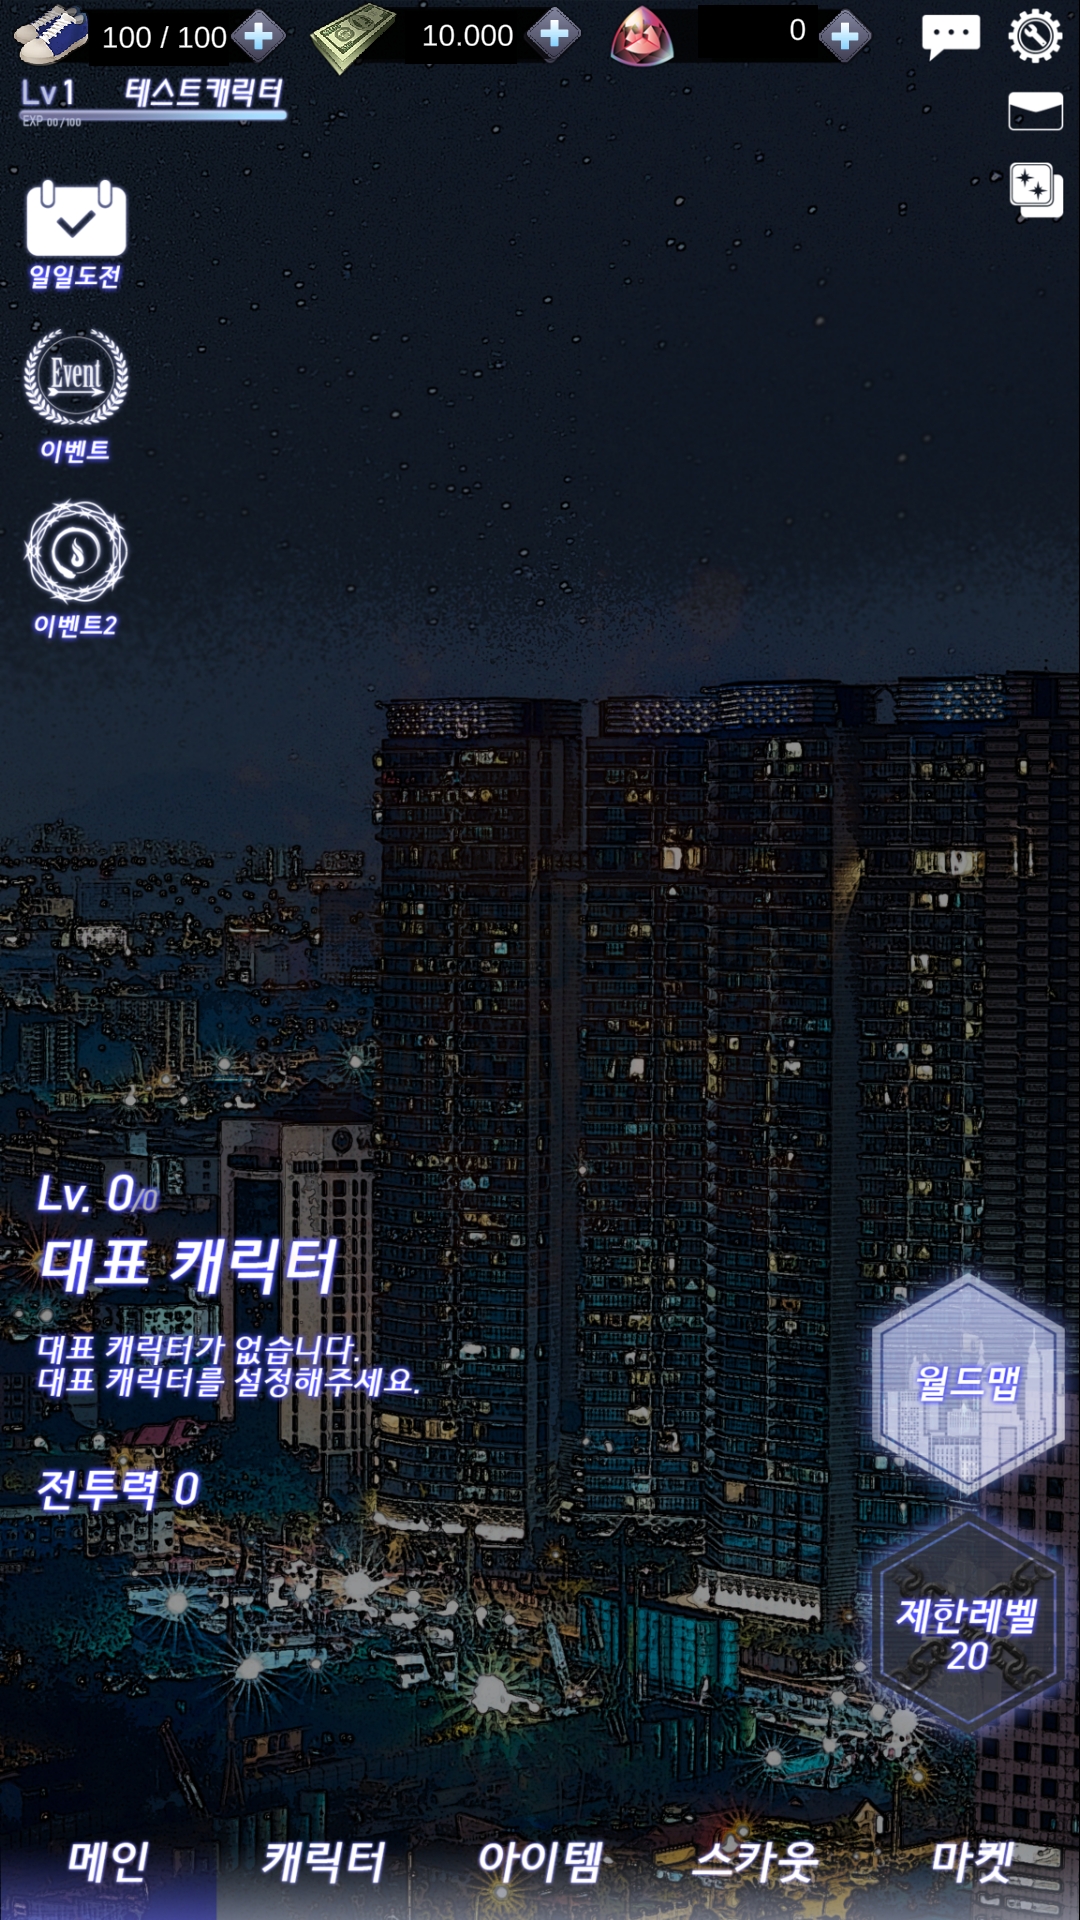 100 / 100
10.000
0
Lv 1 테스트캐릭터
EXP 00/100
일일도전
Event
이벤트
이벤트2
Lv. 0/0
대표 캐릭터
대표 캐릭터가 없습니다.
대표 캐릭터를 설정해주세요.
전투력 0
월드맵
제한레벨
20
메인 캐릭터 아이템 스카웃 마켓